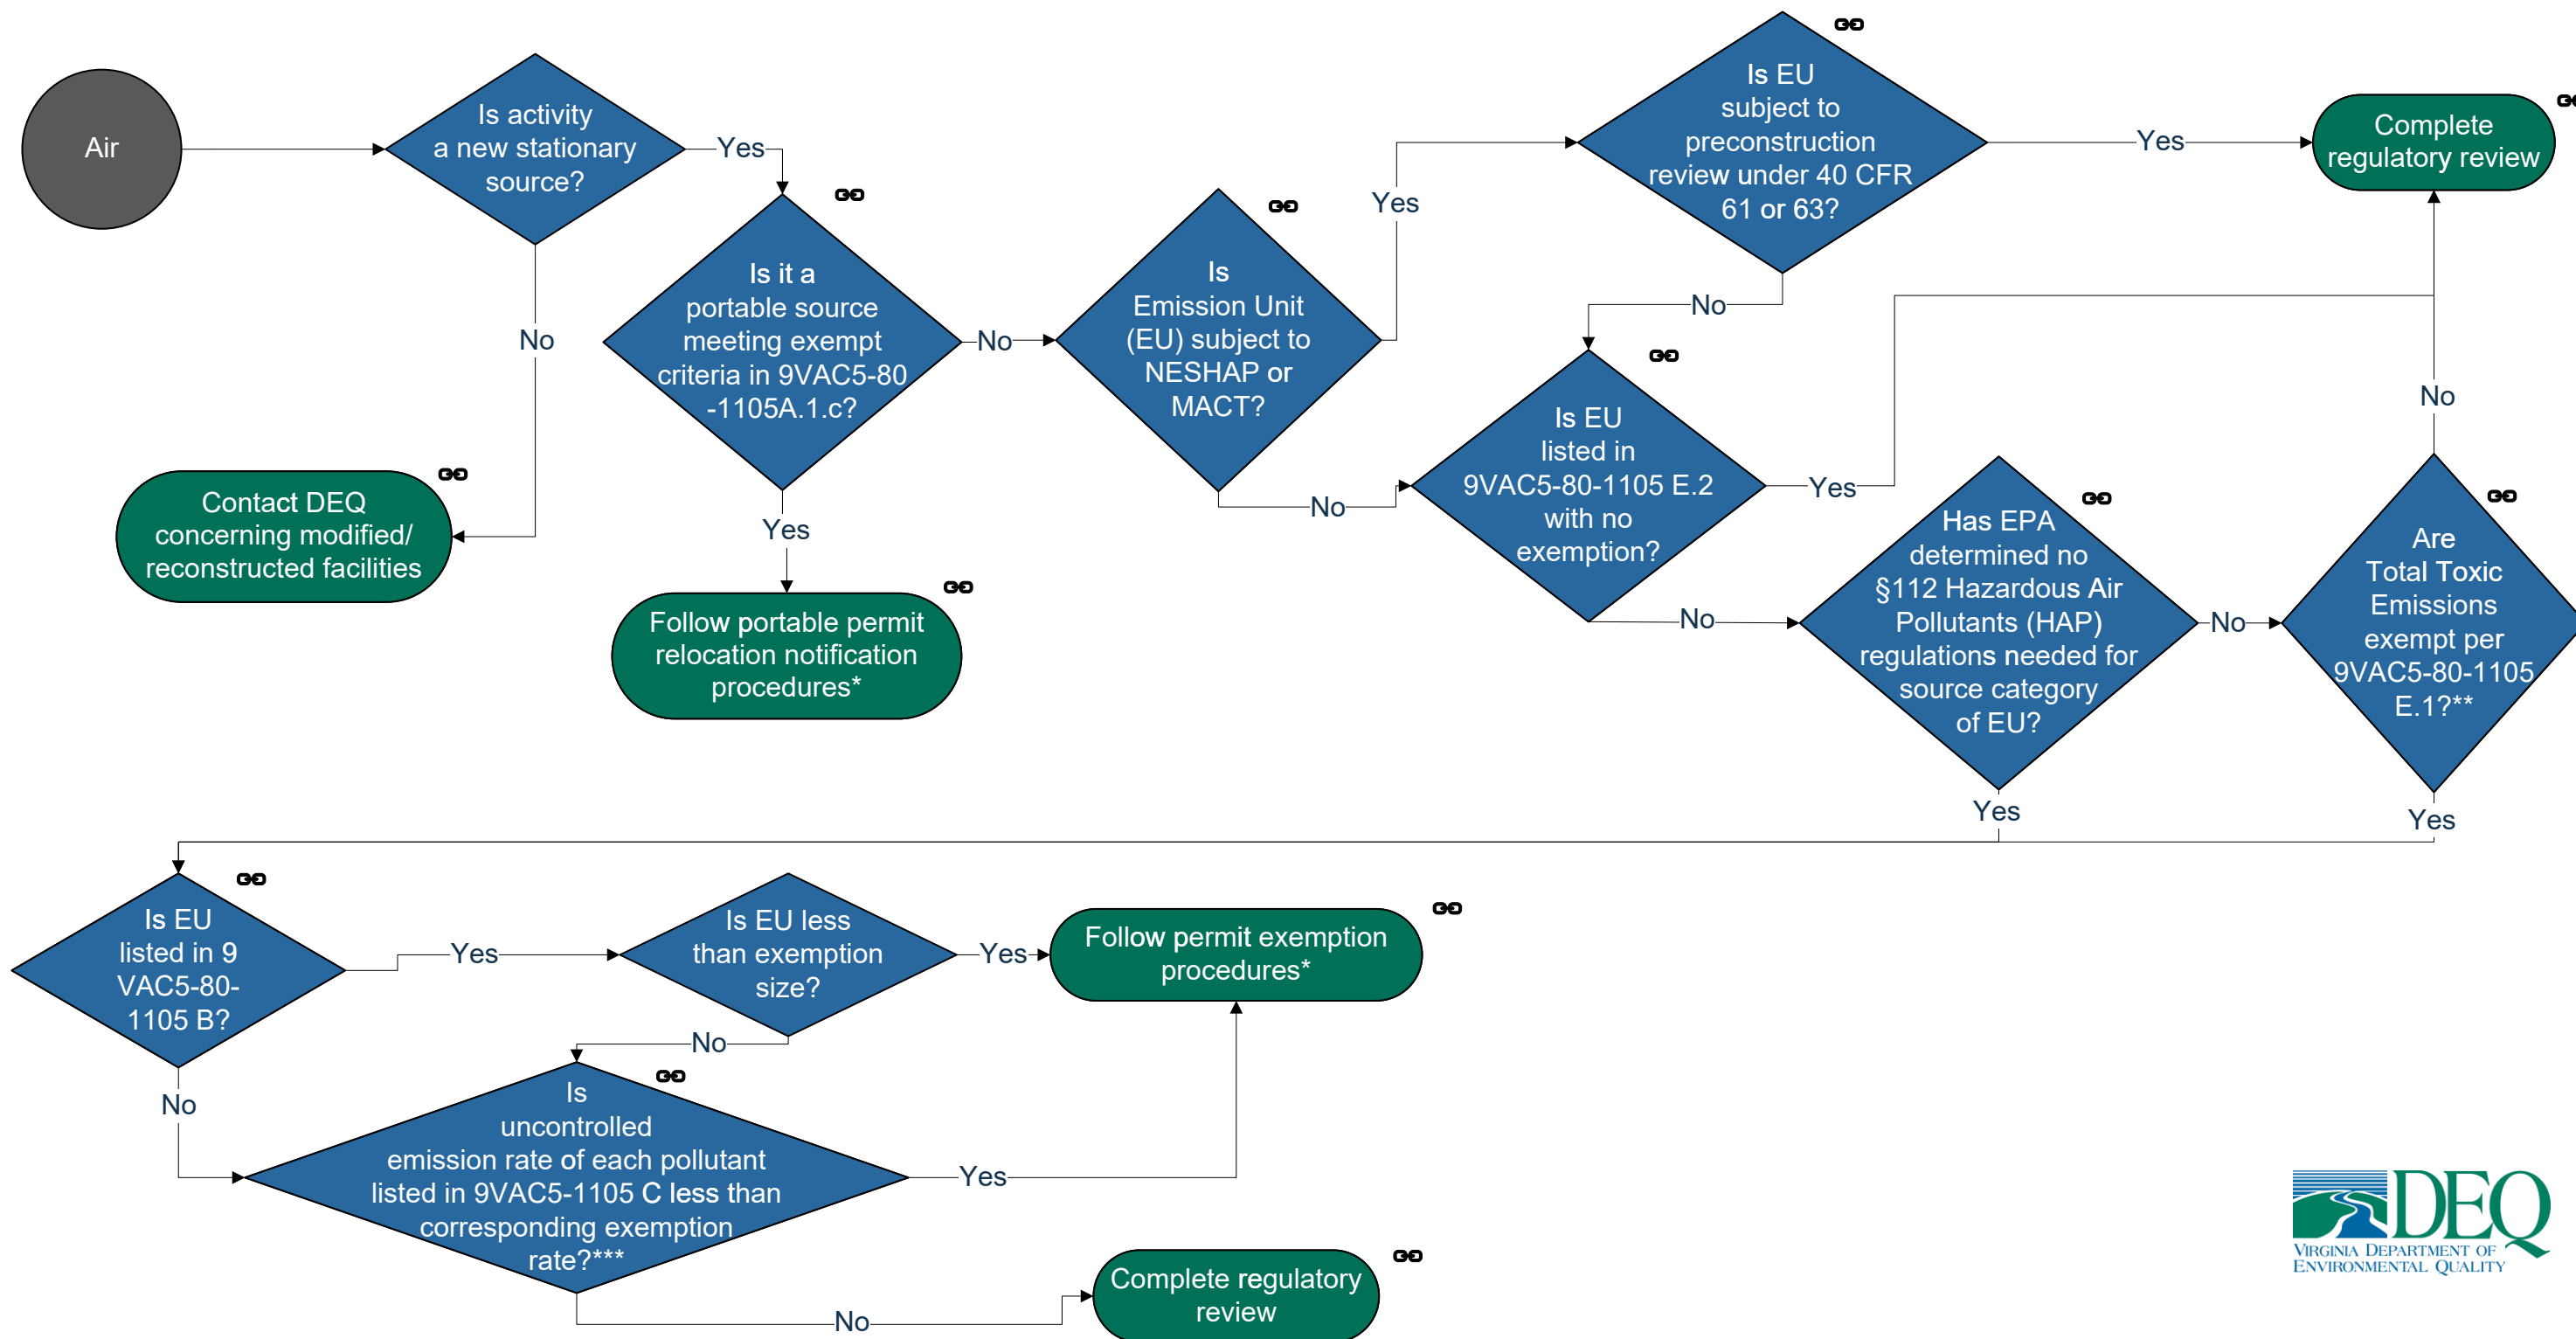 Air
Is activity
a new stationary
source?
Yes
No
Contact DEQ
concerning modified/
reconstructed facilities
Is it a
portable source
meeting exempt
criteria in 9VAC5-80
-1105A.1.c?
Yes
Follow portable permit
relocation notification
procedures*
No
Is
Emission Unit
(EU) subject to
NESHAP or
MACT?
Yes
No
Is EU
subject to
preconstruction
review under 40 CFR
61 or 63?
Yes
Complete
regulatory review
No
Is EU
listed in
9VAC5-80-1105 E.2
with no
exemption?
Yes
No
Has EPA
determined no
§112 Hazardous Air
Pollutants (HAP)
regulations needed for
source category
of EU?
No
Yes
Are
Total Toxic
Emissions
exempt per
9VAC5-80-1105
E.1?**
No
Yes
Is EU
listed in 9
VAC5-80-
1105 B?
Yes
No
Is EU less
than exemption
size?
Yes
No
Follow permit exemption
procedures*
Is
uncontrolled
emission rate of each pollutant
listed in 9VAC5-1105 C less than
corresponding exemption
rate?***
Yes
No
Complete regulatory
review
DEQ
VIRGINIA DEPARTMENT OF
ENVIRONMENTAL QUALITY